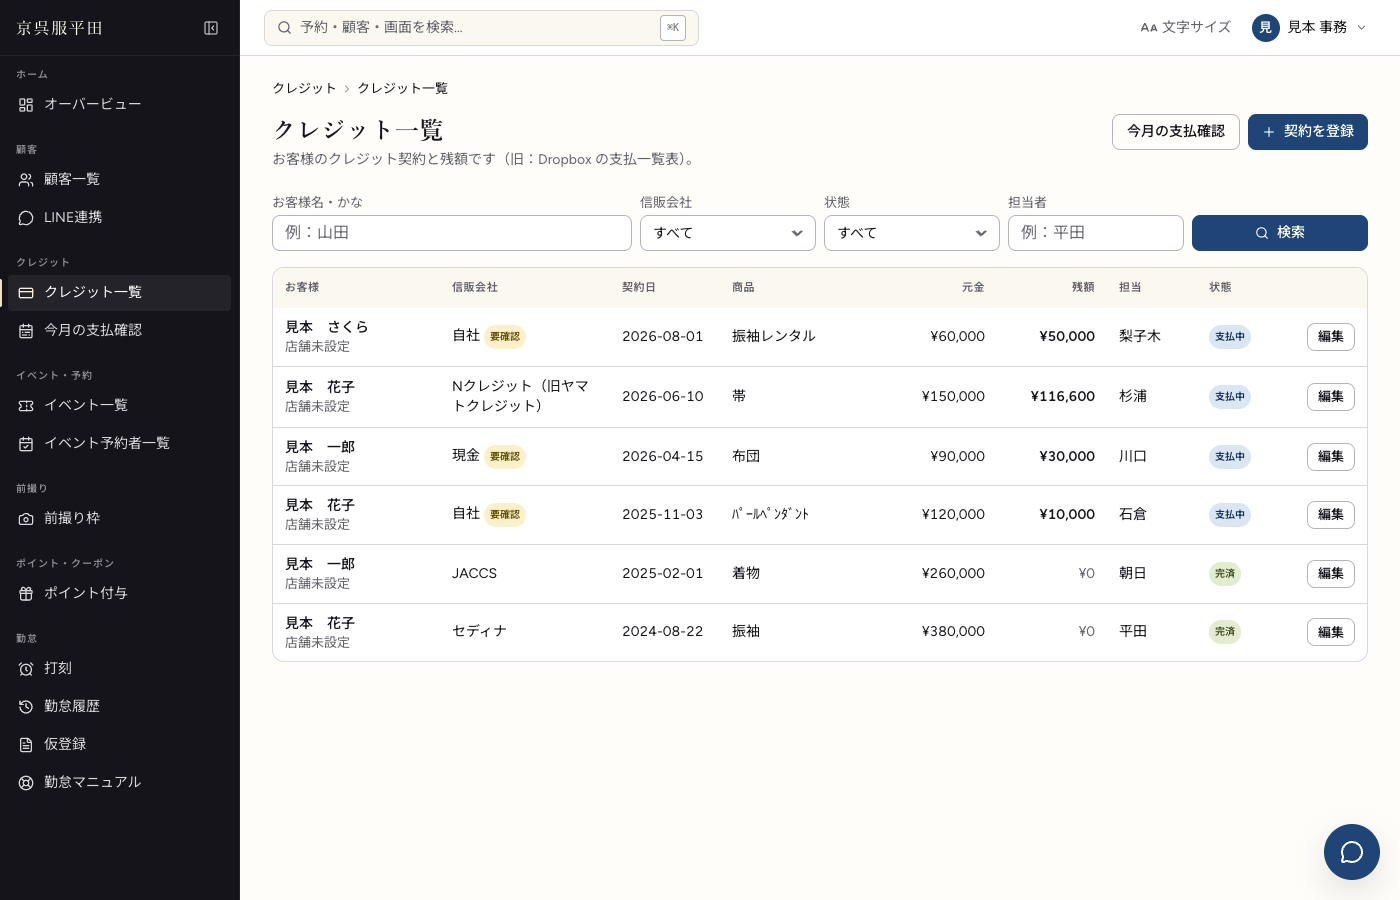 京呉服平田
ホーム
オーバービュー
顧客
顧客一覧
LINE連携
クレジット
クレジット一覧
今月の支払確認
イベント・予約
イベント一覧
イベント予約者一覧
前撮り
前撮り枠
ポイント・クーポン
ポイント付与
勤怠
打刻
勤怠履歴
仮登録
勤怠マニュアル
予約・顧客・画面を検索... ⌘K
AA 文字サイズ
見 見本 事務
クレジット › クレジット一覧
クレジット一覧
お客様のクレジット契約と残額です（旧：Dropbox の支払一覧表）。
今月の支払確認
＋ 契約を登録
お客様名・かな 信販会社 状態 担当者
例：山田 すべて すべて 例：平田 検索
お客様 信販会社 契約日 商品 元金 残額 担当 状態
見本　さくら 自社 要確認 2026-08-01 振袖レンタル ¥60,000 ¥50,000 梨子木 支払中 編集
店舗未設定
見本　花子 Nクレジット（旧ヤマ 2026-06-10 帯 ¥150,000 ¥116,600 杉浦 支払中 編集
店舗未設定 トクレジット）
見本　一郎 現金 要確認 2026-04-15 布団 ¥90,000 ¥30,000 川口 支払中 編集
店舗未設定
見本　花子 自社 要確認 2025-11-03 ﾊﾟｰﾙﾍﾟﾝﾀﾞﾝﾄ ¥120,000 ¥10,000 石倉 支払中 編集
店舗未設定
見本　一郎 JACCS 2025-02-01 着物 ¥260,000 ¥0 朝日 完済 編集
店舗未設定
見本　花子 セディナ 2024-08-22 振袖 ¥380,000 ¥0 平田 完済 編集
店舗未設定